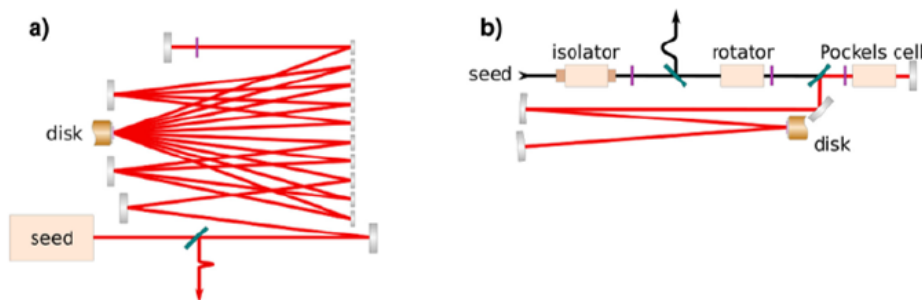 a)
disk
seed
b)
isolator
rotator
Pockels cell
seed
disk